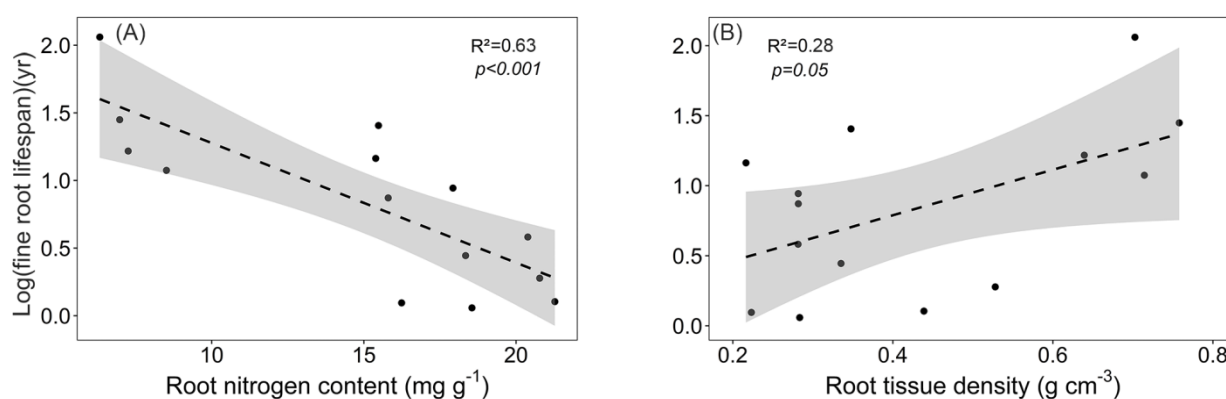 (A)
R²=0.63
p<0.001
2.0
1.5
1.0
0.5
0.0
10
15
20
Log(fine root lifespan)(yr)
Root nitrogen content (mg g⁻¹)
(B)
R²=0.28
p=0.05
2.0
1.5
1.0
0.5
0.0
0.2
0.4
0.6
0.8
Root tissue density (g cm⁻³)